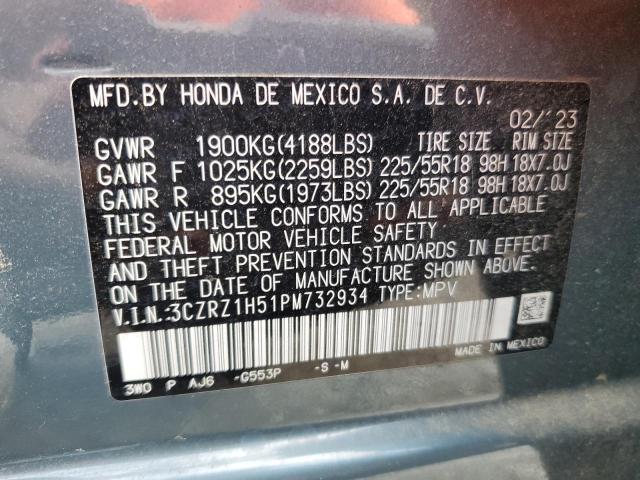 MFD.BY HONDA DE MEXICO S.A. DE C.V.
02/'23
GVWR 1900KG(4188LBS) TIRE SIZE RIM SIZE
GAWR F 1025KG(2259LBS) 225/55R18 98H 18X7.0J
GAWR R 895KG(1973LBS) 225/55R18 98H 18X7.0J
THIS VEHICLE CONFORMS TO ALL APPLICABLE
FEDERAL MOTOR VEHICLE SAFETY
AND THEFT PREVENTION STANDARDS IN EFFECT
ON THE DATE OF MANUFACTURE SHOWN ABOVE.
V.I.N.:3CZRZ1H51PM732934 TYPE:MPV
MADE IN MEXICO
3WO P AJ6 -G553P -S -M